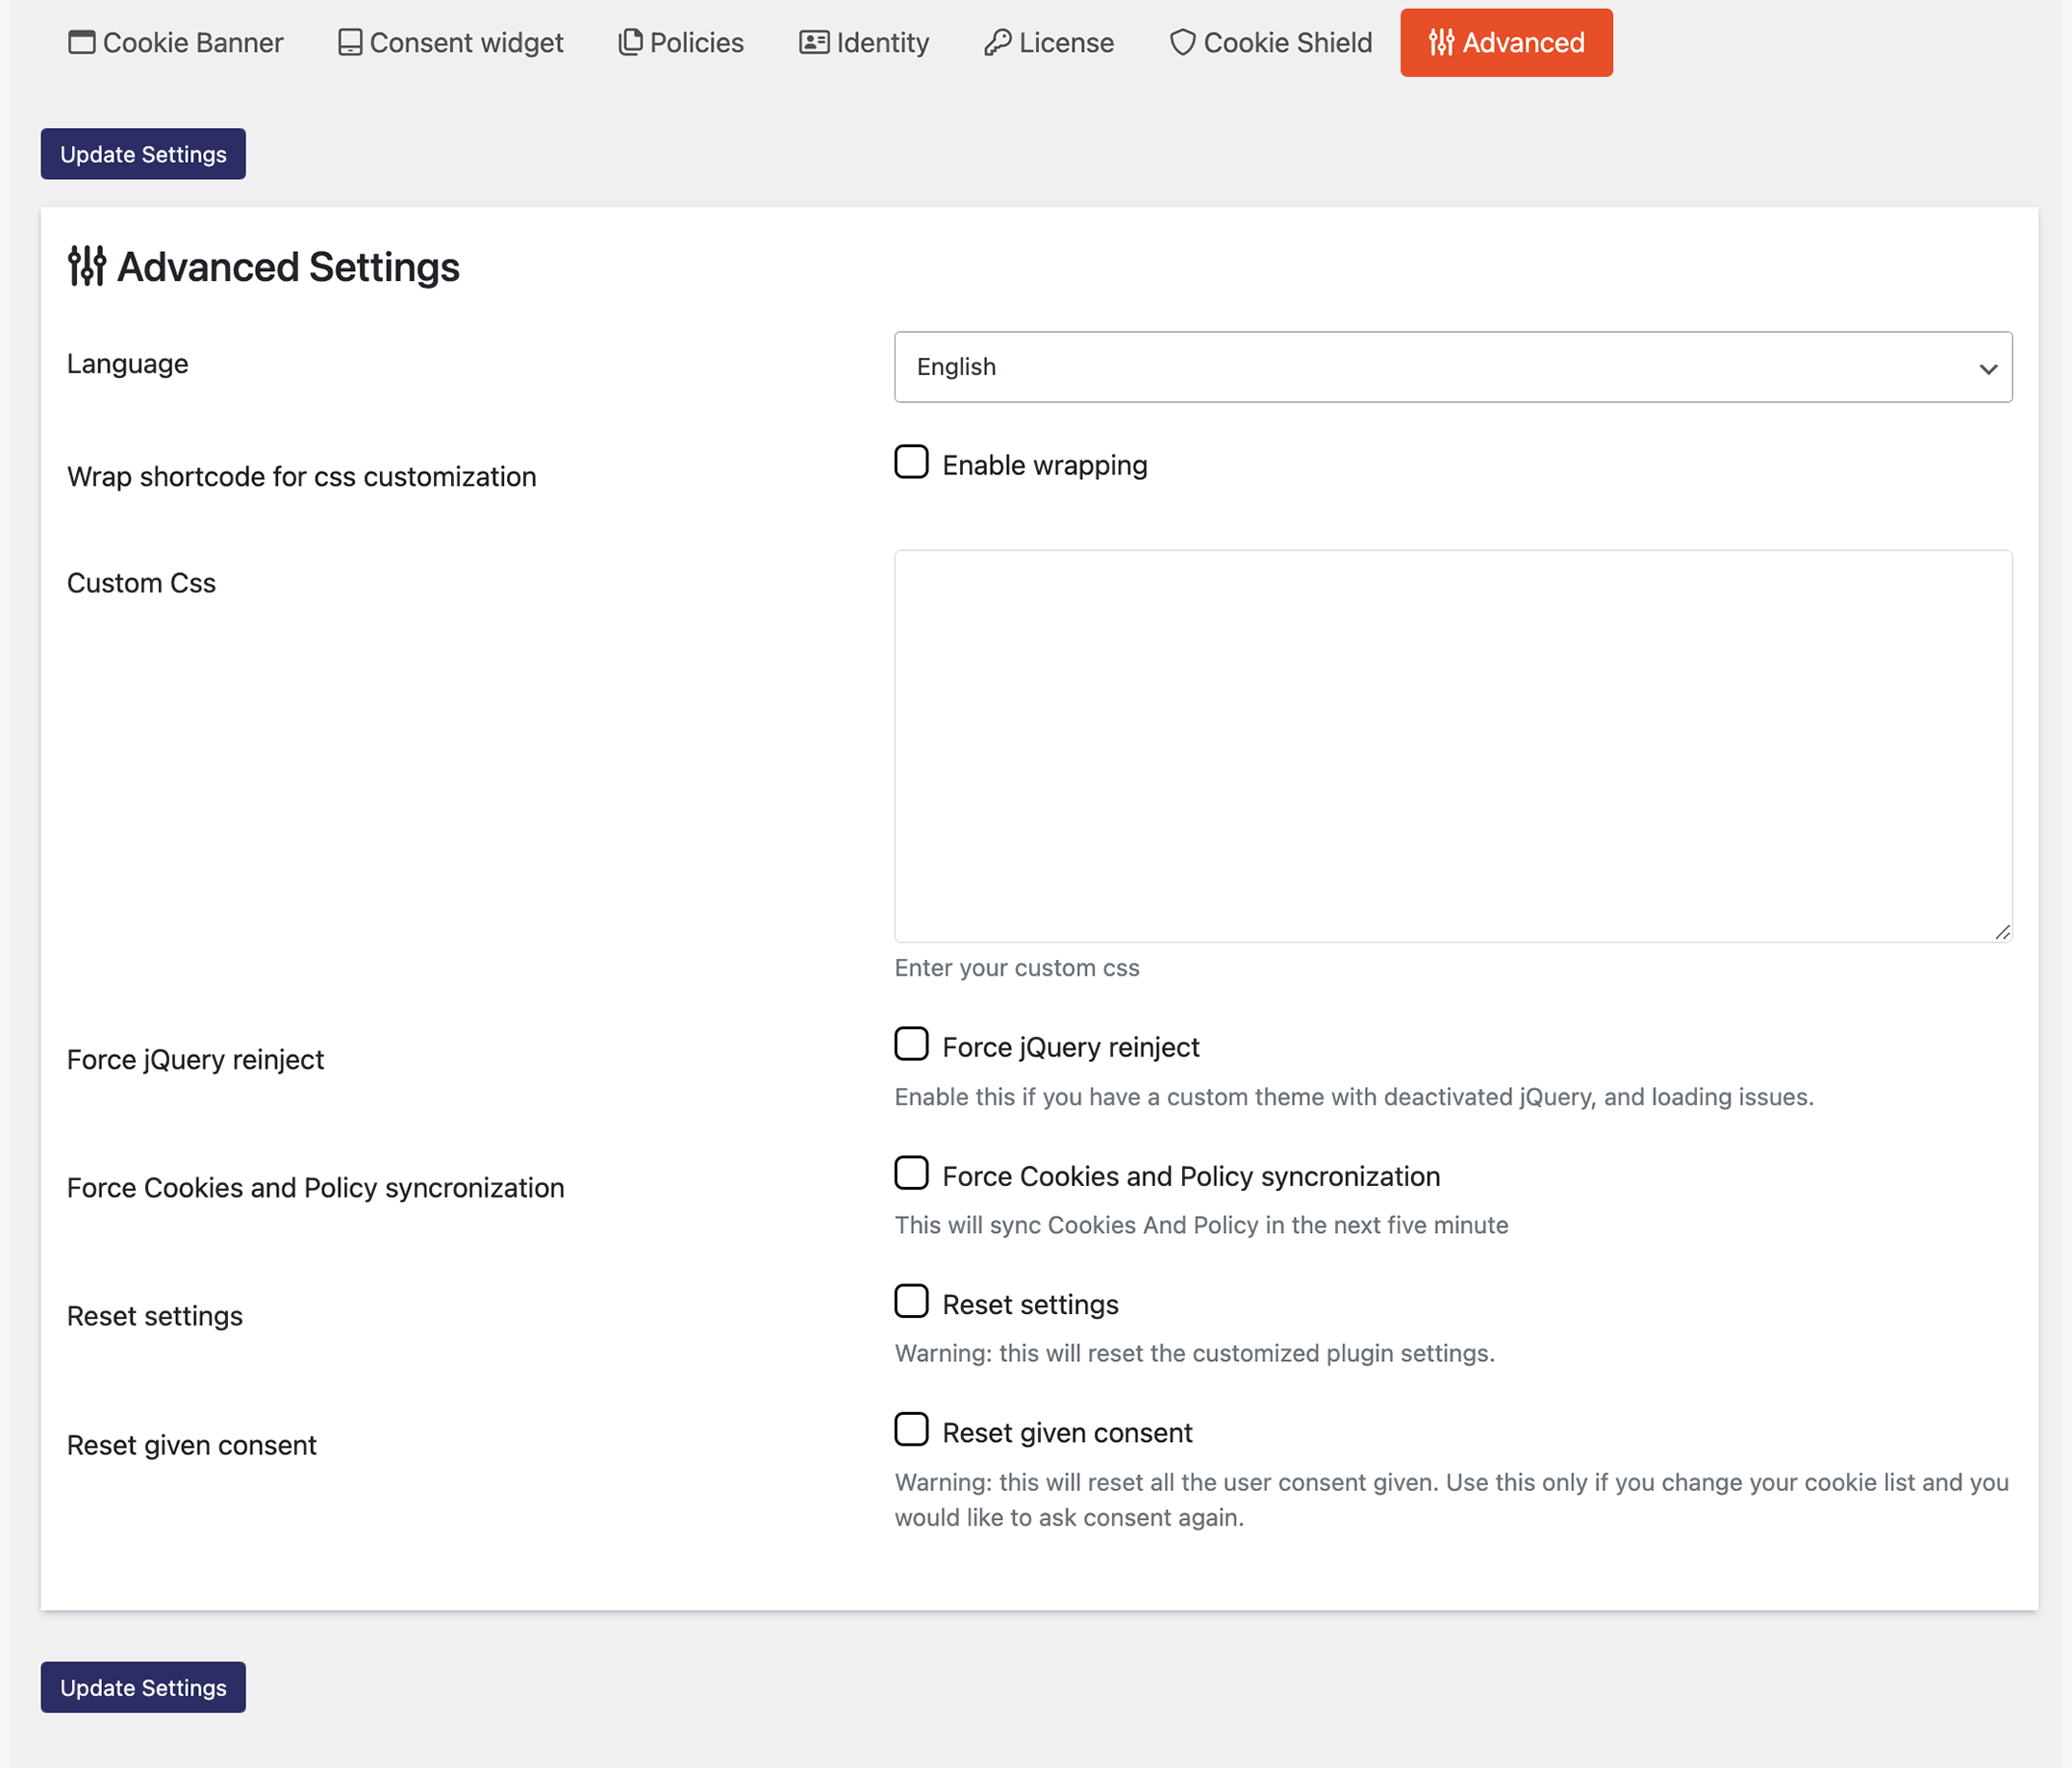 Cookie Banner Consent widget Policies Identity License Cookie Shield Advanced
Update Settings
Advanced Settings
Language English
Wrap shortcode for css customization Enable wrapping
Custom Css
Enter your custom css
Force jQuery reinject Force jQuery reinject
Enable this if you have a custom theme with deactivated jQuery, and loading issues.
Force Cookies and Policy syncronization Force Cookies and Policy syncronization
This will sync Cookies And Policy in the next five minute
Reset settings Reset settings
Warning: this will reset the customized plugin settings.
Reset given consent Reset given consent
Warning: this will reset all the user consent given. Use this only if you change your cookie list and you
would like to ask consent again.
Update Settings